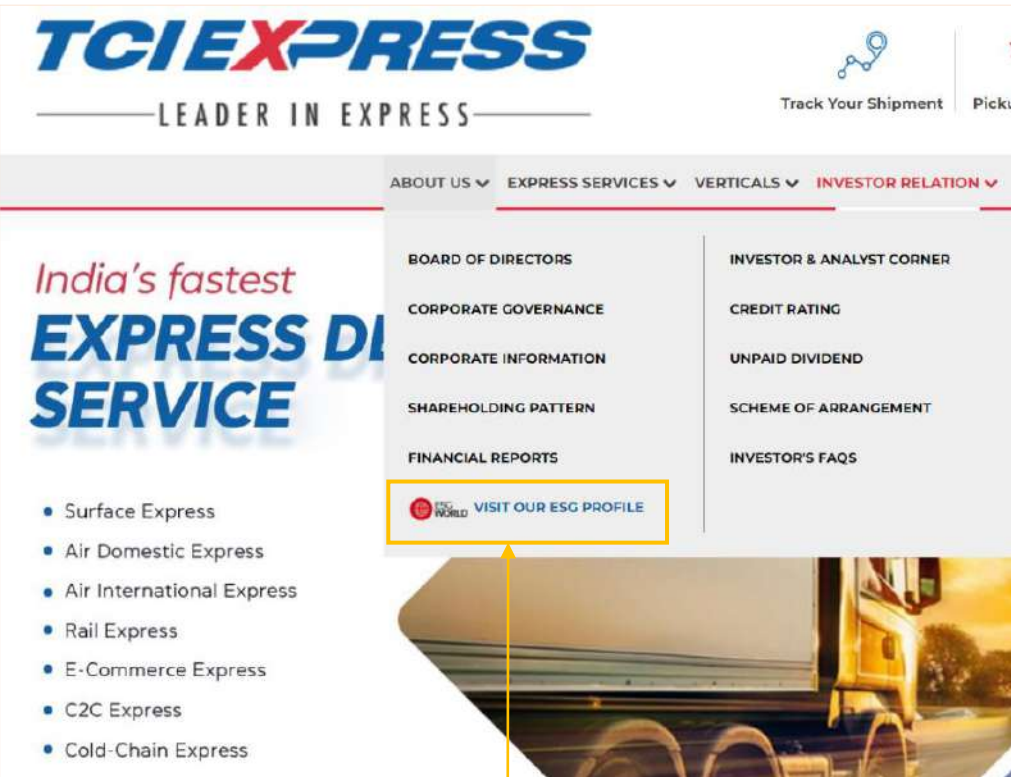 TCIEXPRESS
LEADER IN EXPRESS
Track Your Shipment
ABOUT US
EXPRESS SERVICES
VERTICALS
INVESTOR RELATION
India's fastest
EXPRESS
SERVICE
Surface Express
Air Domestic Express
Air International Express
Rail Express
E-Commerce Express
C2C Express
Cold-Chain Express
BOARD OF DIRECTORS
CORPORATE GOVERNANCE
CORPORATE INFORMATION
SHAREHOLDING PATTERN
FINANCIAL REPORTS
ESG WORLD VISIT OUR ESG PROFILE
INVESTOR & ANALYST CORNER
CREDIT RATING
UNPAID DIVIDEND
SCHEME OF ARRANGEMENT
INVESTOR'S FAQS